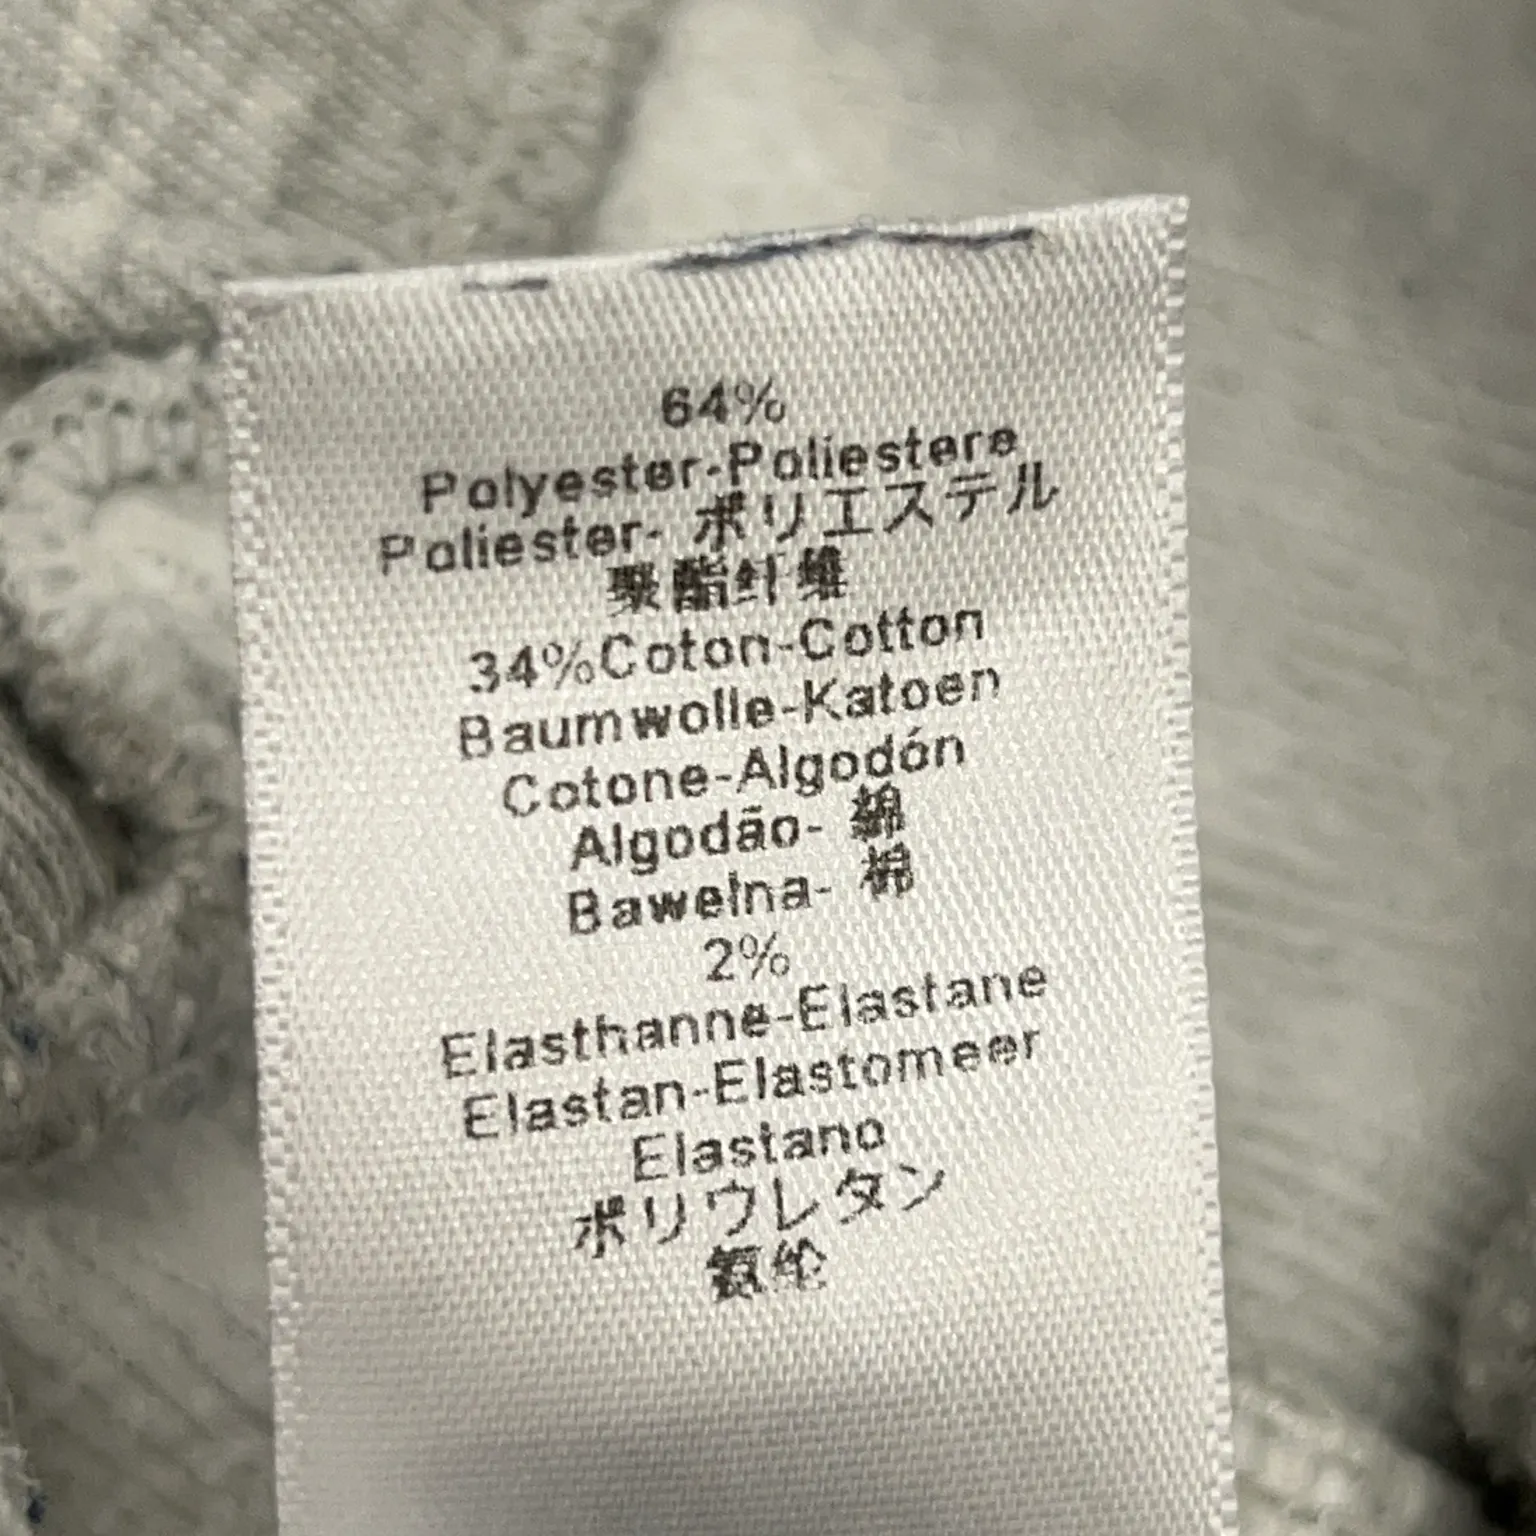 64%
Polyester-Poliestere
Poliester- ポリエステル
聚酯纤维
34%Coton-Cotton
Baumwolle-Katoen
Cotone-Algodón
Algodão- 綿
Bawelna- 棉
2%
Elasthanne-Elastane
Elastan-Elastomeer
Elastano
ポリウレタン
氨纶